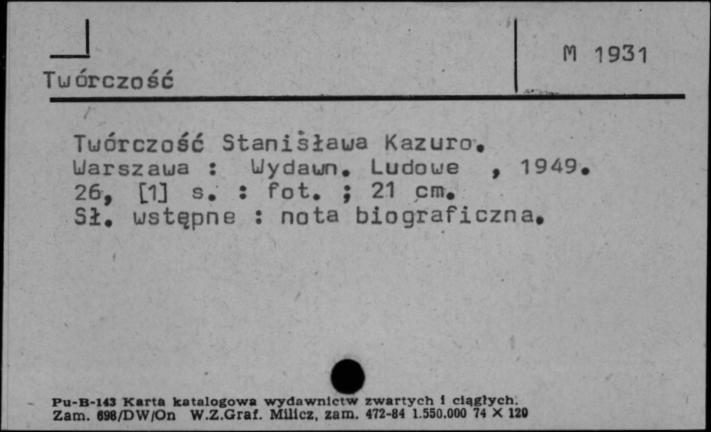 M 1931
Twórczość
Twórczość Stanisława Kazuro.
Warszawa : Wydawn. Ludowe , 1949.
26, [1] s. : fot. ; 21 cm.
Sł. wstępne : nota biograficzna.
Pu-B-143 Karta katalogowa wydawnictw zwartych i ciągłych.
Zam. 698/DW/On W.Z.Graf. Milicz, zam. 472-84 1.550.000 74 X 120